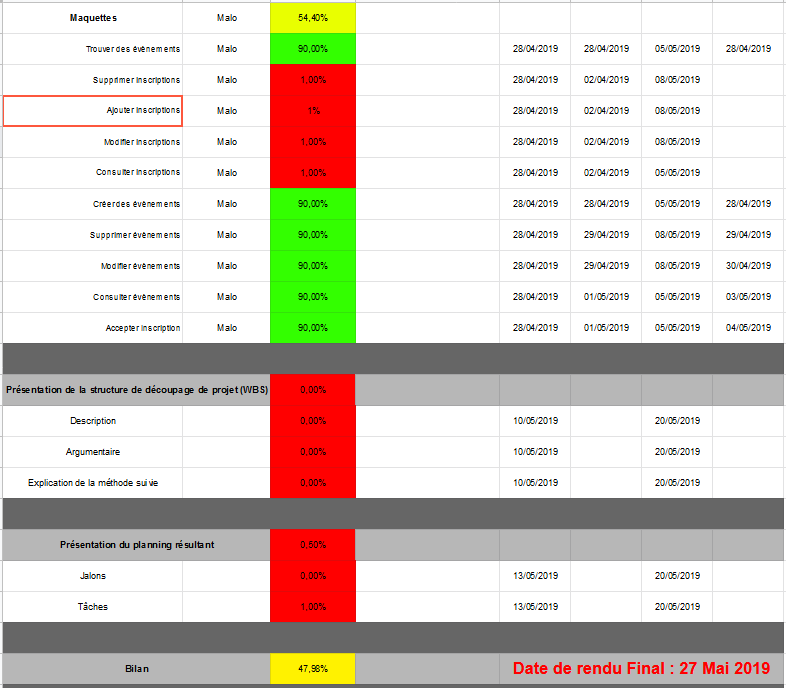 Maquettes Malo 54,40%
Trouver des évènements Malo 90,00% 28/04/2019 28/04/2019 05/05/2019 28/04/2019
Supprimer inscriptions Malo 1,00% 28/04/2019 02/04/2019 08/05/2019
Ajouter inscriptions Malo 1% 28/04/2019 02/04/2019 08/05/2019
Modifier inscriptions Malo 1,00% 28/04/2019 02/04/2019 08/05/2019
Consulter inscriptions Malo 1,00% 28/04/2019 02/04/2019 05/05/2019
Créer des évènements Malo 90,00% 28/04/2019 28/04/2019 05/05/2019 28/04/2019
Supprimer évènements Malo 90,00% 28/04/2019 29/04/2019 08/05/2019 29/04/2019
Modifier évènements Malo 90,00% 28/04/2019 29/04/2019 08/05/2019 30/04/2019
Consulter évènements Malo 90,00% 28/04/2019 01/05/2019 05/05/2019 03/05/2019
Accepter inscription Malo 90,00% 28/04/2019 01/05/2019 05/05/2019 04/05/2019
Présentation de la structure de découpage de projet (WBS) 0,00%
Description 0,00% 10/05/2019 20/05/2019
Argumentaire 0,00% 10/05/2019 20/05/2019
Explication de la méthode suivie 0,00% 10/05/2019 20/05/2019
Présentation du planning résultant 0,50%
Jalons 0,00% 13/05/2019 20/05/2019
Tâches 1,00% 13/05/2019 20/05/2019
Bilan 47,98% Date de rendu Final : 27 Mai 2019